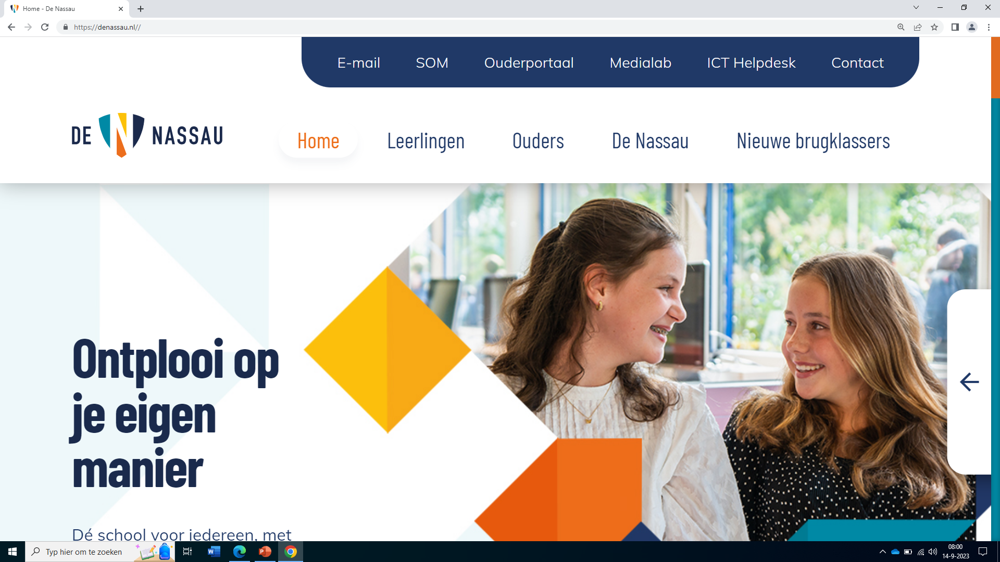 Home - De Nassau
https://denassau.nl//
E-mail SOM Ouderportaal Medialab ICT Helpdesk Contact
DE NASSAU
Home Leerlingen Ouders De Nassau Nieuwe brugklassers
Ontplooi op
je eigen
manier
Dé school voor iedereen, met
Typ hier om te zoeken
08:00
14-9-2023